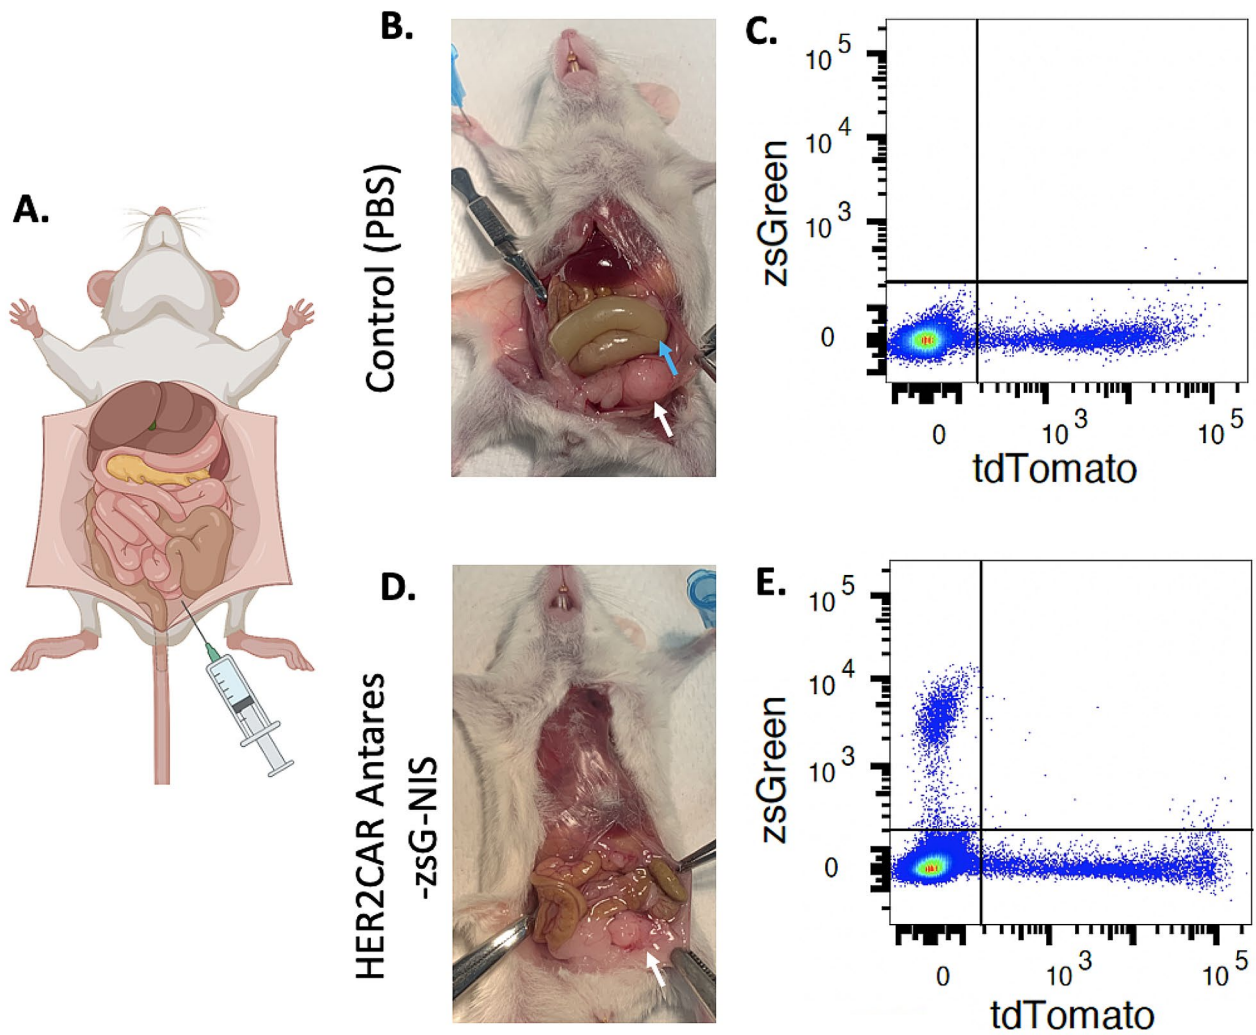 A.
B.
Control (PBS)
C.
zsGreen
10 5
10 4
10 3
0
0
10 3
10 5
tdTomato
D.
HER2CAR Antares
-zsG-NIS
E.
zsGreen
10 5
10 4
10 3
0
0
10 3
10 5
tdTomato